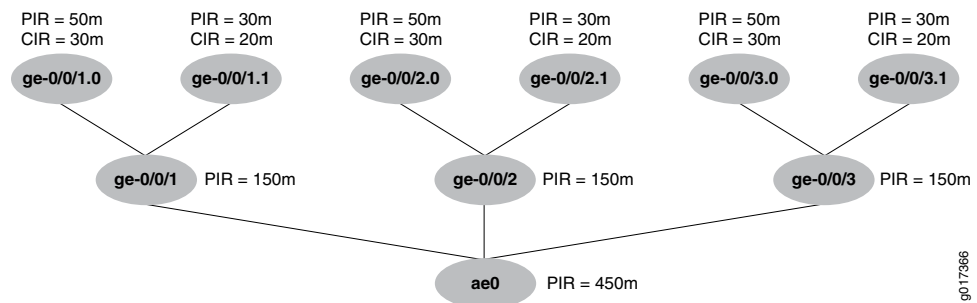 PIR = 50m
CIR = 30m
ge-0/0/1.0
PIR = 30m
CIR = 20m
ge-0/0/1.1
PIR = 50m
CIR = 30m
ge-0/0/2.0
PIR = 30m
CIR = 20m
ge-0/0/2.1
PIR = 50m
CIR = 30m
ge-0/0/3.0
PIR = 30m
CIR = 20m
ge-0/0/3.1
ge-0/0/1 PIR = 150m
ge-0/0/2 PIR = 150m
ge-0/0/3 PIR = 150m
ae0 PIR = 450m
g017366